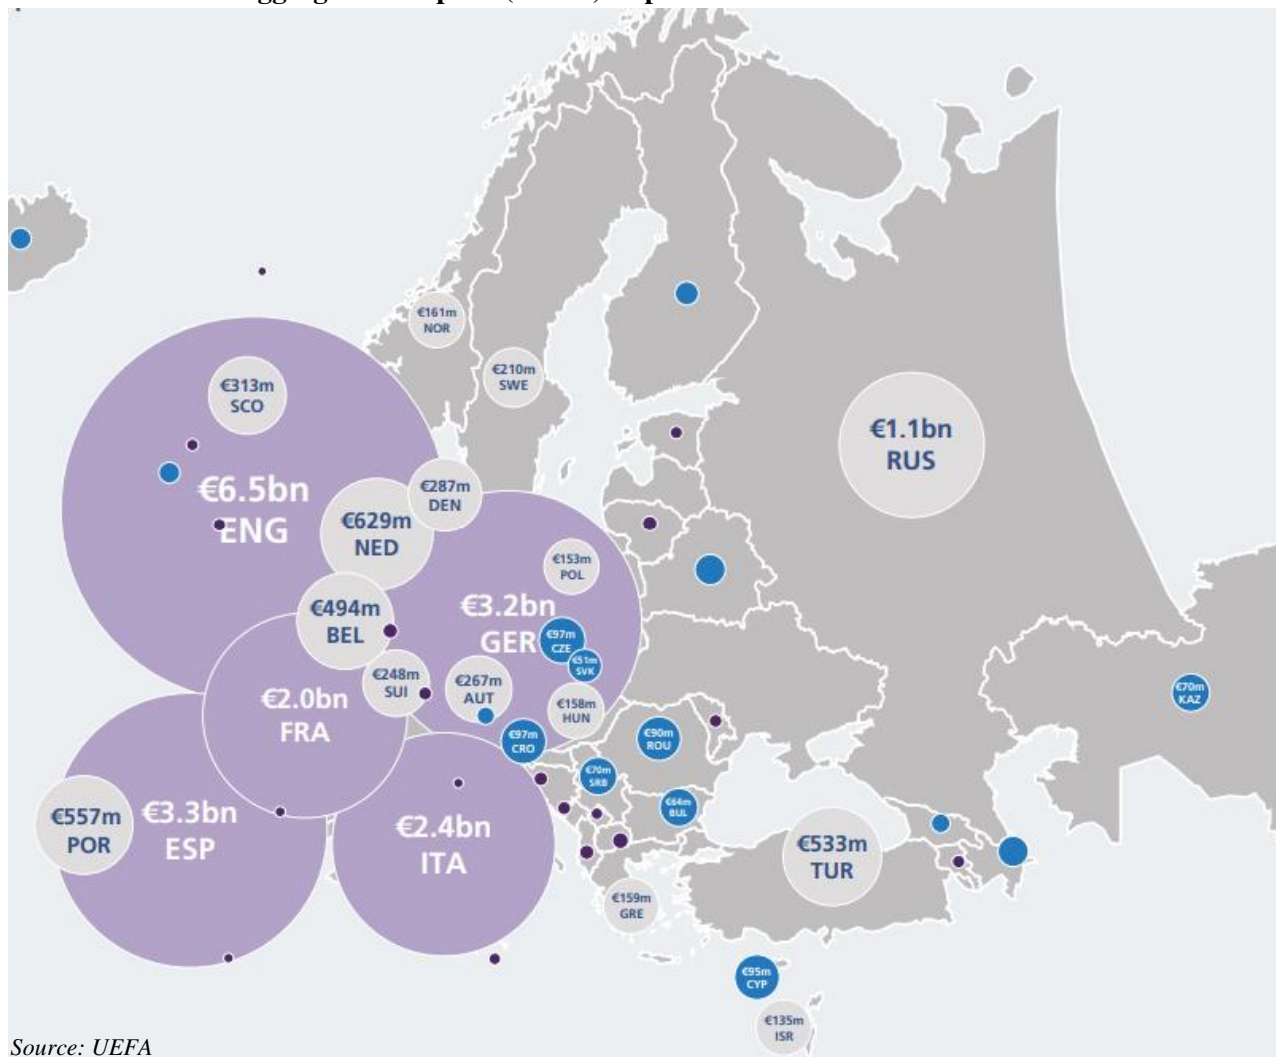 €161m
NOR
€210m
SWE
€313m
SCO
€1.1bn
RUS
€6.5bn
ENG
€287m
DEN
€629m
NED
€153m
POL
€494m
BEL
€3.2bn
GER
€97m
CZE
€51m
SVK
€248m
SUI
€267m
AUT
€158m
HUN
€70m
KAZ
€2.0bn
FRA
€97m
CRO
€90m
ROU
€70m
SRB
€64m
BUL
€557m
POR
€3.3bn
ESP
€2.4bn
ITA
€533m
TUR
€159m
GRE
€95m
CYP
€135m
ISR
Source: UEFA